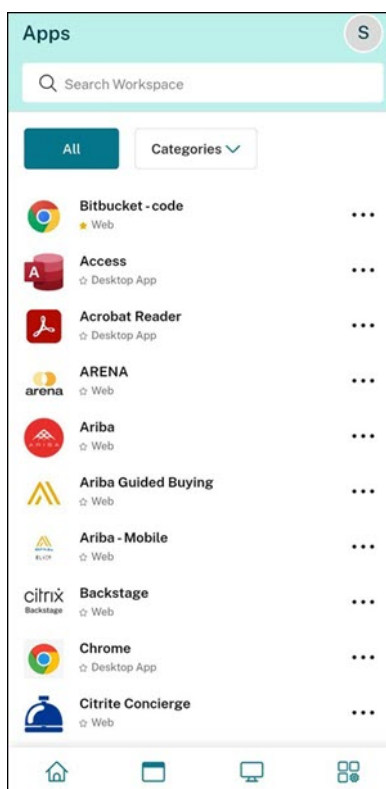 Apps
S
Search Workspace
All
Categories
Bitbucket - code
Web
Access
A
Desktop App
Acrobat Reader
Desktop App
ARENA
arena
Web
Ariba
ARIBA
Web
Ariba Guided Buying
Web
Ariba - Mobile
Web
citrix
Backstage
Backstage
Web
Chrome
Desktop App
Citrite Concierge
Web